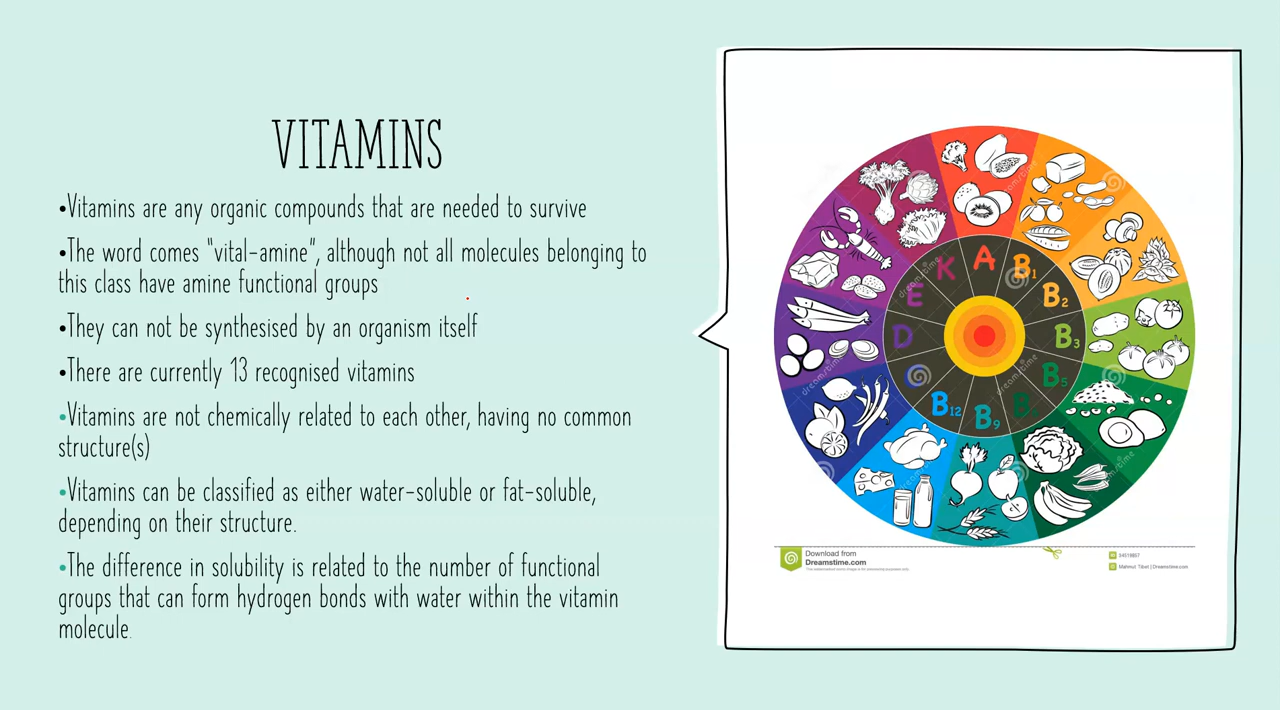 VITAMINS
•Vitamins are any organic compounds that are needed to survive
•The word comes "vital-amine", although not all molecules belonging to
this class have amine functional groups
•They can not be synthesised by an organism itself
•There are currently 13 recognised vitamins
•Vitamins are not chemically related to each other, having no common
structure(s)
•Vitamins can be classified as either water-soluble or fat-soluble,
depending on their structure.
•The difference in solubility is related to the number of functional
groups that can form hydrogen bonds with water within the vitamin
molecule.
A
B1
B2
B3
B5
B9
B12
D
E
K
dreamstime
Download from
Dreamstime.com
Mahmut Tibet | Dreamstime.com